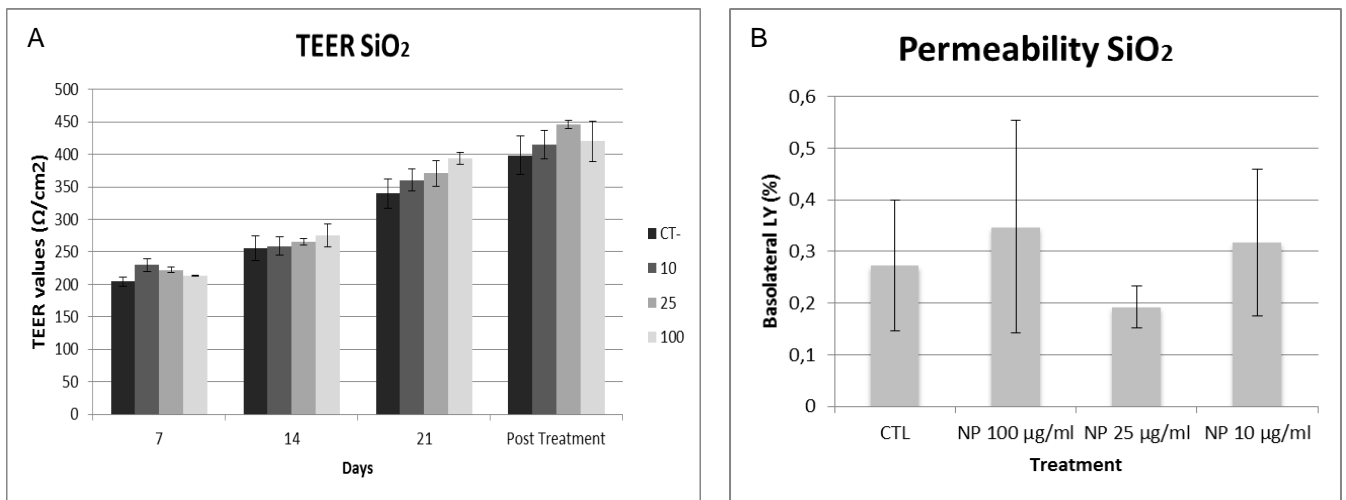 A
TEER SiO2
TEER values (Ω/cm2)
500
450
400
350
300
250
200
150
100
50
0
7 14 21 Post Treatment
Days
CT-
10
25
100
B
Permeability SiO2
Basolateral LY (%)
0,6
0,5
0,4
0,3
0,2
0,1
0
CTL NP 100 µg/ml NP 25 µg/ml NP 10 µg/ml
Treatment